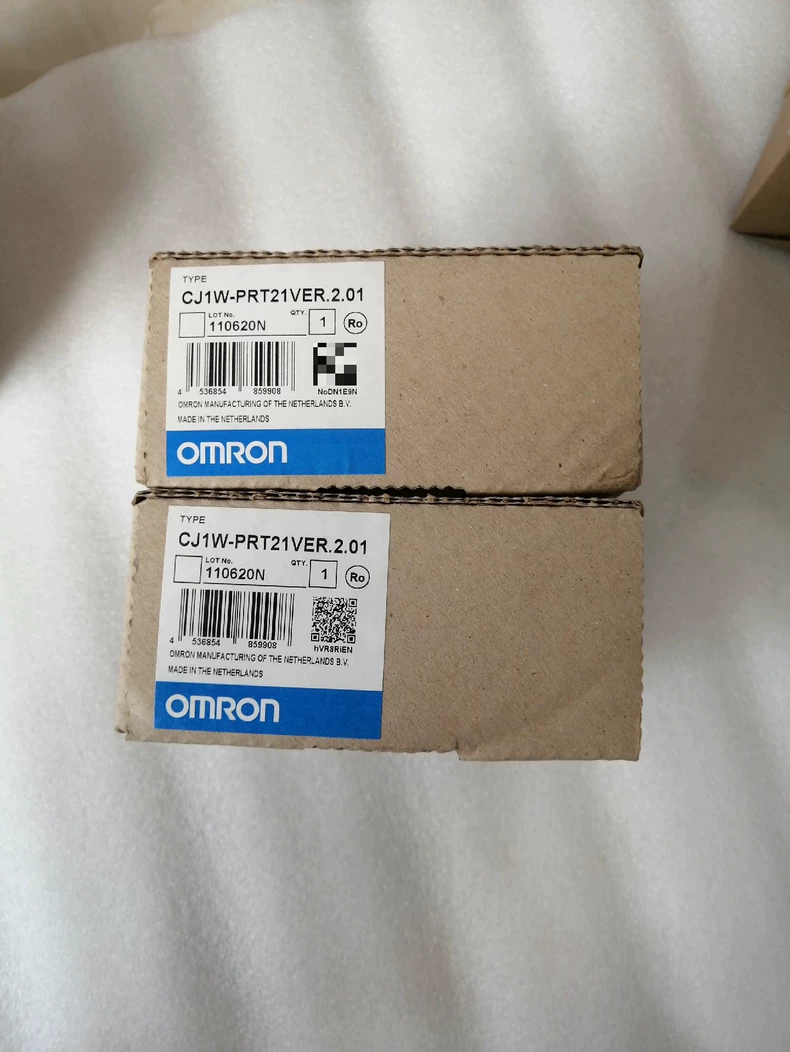 TYPE
CJ1W-PRT21VER.2.01
LOT No. QTY.
110620N 1 Ro
4 536854 859908
NoDN1E9N
OMRON MANUFACTURING OF THE NETHERLANDS B.V.
MADE IN THE NETHERLANDS
OMRON
TYPE
CJ1W-PRT21VER.2.01
LOT No. QTY.
110620N 1 Ro
4 536854 859908
hVR8RiEN
OMRON MANUFACTURING OF THE NETHERLANDS B.V.
MADE IN THE NETHERLANDS
OMRON